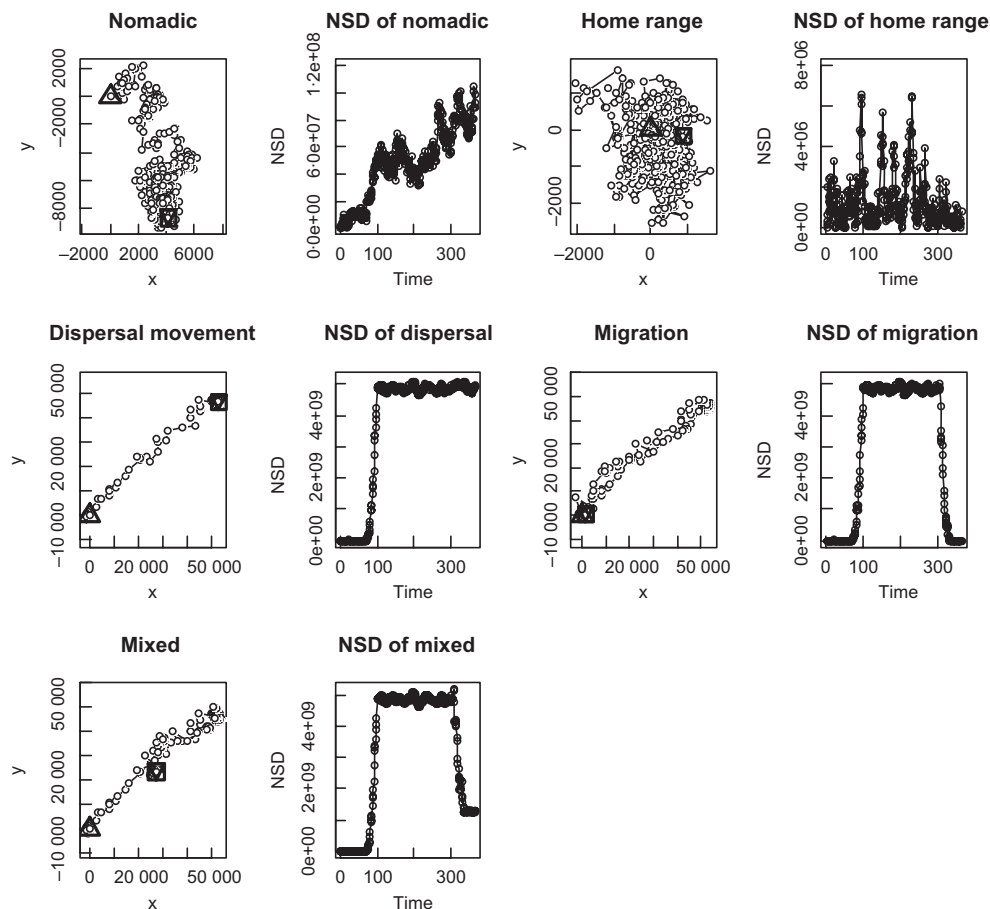 Nomadic
y
−8000 −2000 2000
−2000 2000 6000
x
NSD of nomadic
NSD
0·0e+00 6·0e+07 1·2e+08
0 100 300
Time
Home range
y
−2000 0
−2000 0
x
NSD of home range
NSD
0e+00 4e+06 8e+06
0 100 300
Time
Dispersal movement
y
−10 000 20 000 50 000
0 20 000 50 000
x
NSD of dispersal
NSD
0e+00 2e+09 4e+09
0 100 300
Time
Migration
y
−10 000 20 000 50 000
0 20 000 50 000
x
NSD of migration
NSD
0e+00 2e+09 4e+09
0 100 300
Time
Mixed
y
−10 000 20 000 50 000
0 20 000 50 000
x
NSD of mixed
NSD
0e+00 2e+09 4e+09
0 100 300
Time